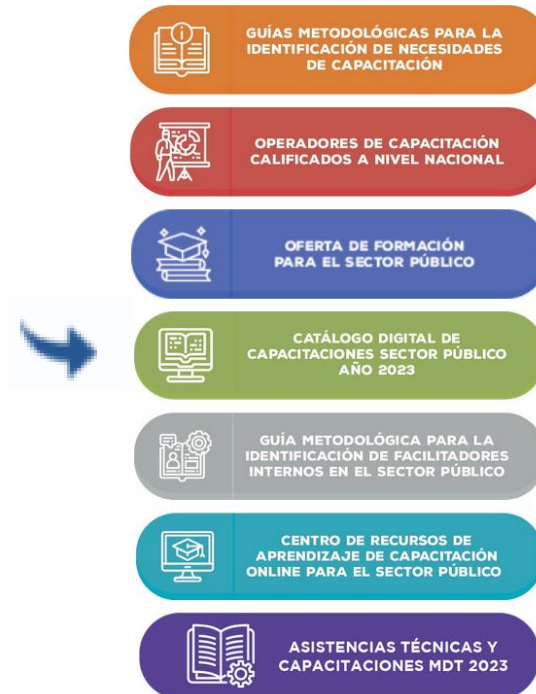 GUÍAS METODOLÓGICAS PARA LA
IDENTIFICACIÓN DE NECESIDADES
DE CAPACITACIÓN
OPERADORES DE CAPACITACIÓN
CALIFICADOS A NIVEL NACIONAL
OFERTA DE FORMACIÓN
PARA EL SECTOR PÚBLICO
CATÁLOGO DIGITAL DE
CAPACITACIONES SECTOR PÚBLICO
AÑO 2023
GUÍA METODOLÓGICA PARA LA
IDENTIFICACIÓN DE FACILITADORES
INTERNOS EN EL SECTOR PÚBLICO
CENTRO DE RECURSOS DE
APRENDIZAJE DE CAPACITACIÓN
ONLINE PARA EL SECTOR PÚBLICO
ASISTENCIAS TÉCNICAS Y
CAPACITACIONES MDT 2023